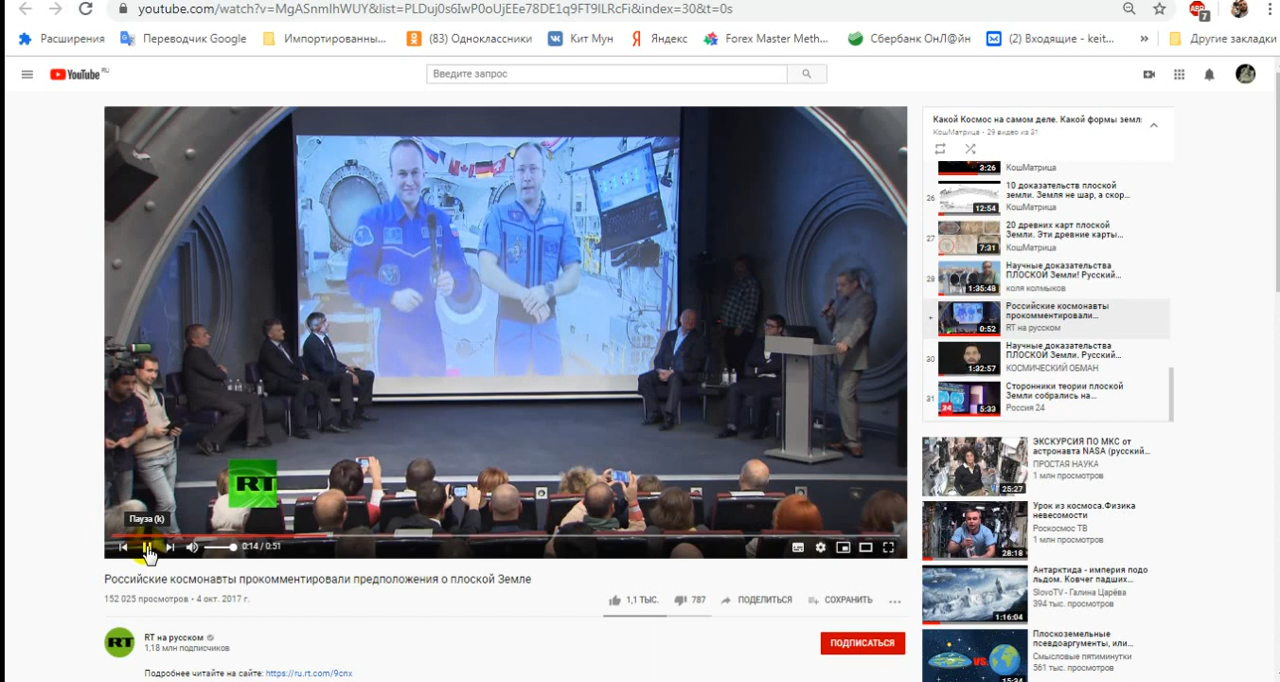 youtube.com/watch?v=MgASnmIhWUY&list=PLDuj0s6IwP0oUjEEe78DE1q9FT9ILRcFi&index=30&t=0s
ABP
7
Расширения
Переводчик Google
Импортированны...
(83) Одноклассники
Кит Мун
Яндекс
Forex Master Meth...
Сбербанк ОнЛ@йн
(2) Входящие - keit...
»
Другие закладки
YouTube RU
Введите запрос
RT
Пауза (k)
0:14 / 0:51
Российские космонавты прокомментировали предположения о плоской Земле
152 025 просмотров • 4 окт. 2017 г.
1,1 ТЫС.
787
ПОДЕЛИТЬСЯ
СОХРАНИТЬ
RT
RT на русском
1,18 млн подписчиков
ПОДПИСАТЬСЯ
Подробнее читайте на сайте: https://ru.rt.com/9cnx
Какой Космос на самом деле. Какой формы земл:
КошМатрица - 29 видео из 31
3:26
КошМатрица
26
12:54
10 доказательств плоской
земли. Земля не шар, а скор...
КошМатрица
27
7:31
20 древних карт плоской
Земли. Эти древние карты...
КошМатрица
28
1:35:48
Научные доказательства
ПЛОСКОЙ Земли! Русский...
коля колмыков
0:52
Российские космонавты
прокомментировали...
RT на русском
30
1:32:57
Научные доказательства
ПЛОСКОЙ Земли. Русский...
КОСМИЧЕСКИЙ ОБМАН
31
5:33
Сторонники теории плоской
Земли собрались на...
Россия 24
25:27
ЭКСКУРСИЯ ПО МКС от
астронавта NASA (русский...
ПРОСТАЯ НАУКА
1 млн просмотров
28:18
Урок из космоса.Физика
невесомости
Роскосмос ТВ
1 млн просмотров
1:16:04
Антарктида - империя подо
льдом. Ковчег падших...
SlovoTV - Галина Царёва
394 тыс. просмотров
VS.
15:34
Плоскоземельные
псевдоаргументы, или...
Смысловые пятиминутки
561 тыс. просмотров